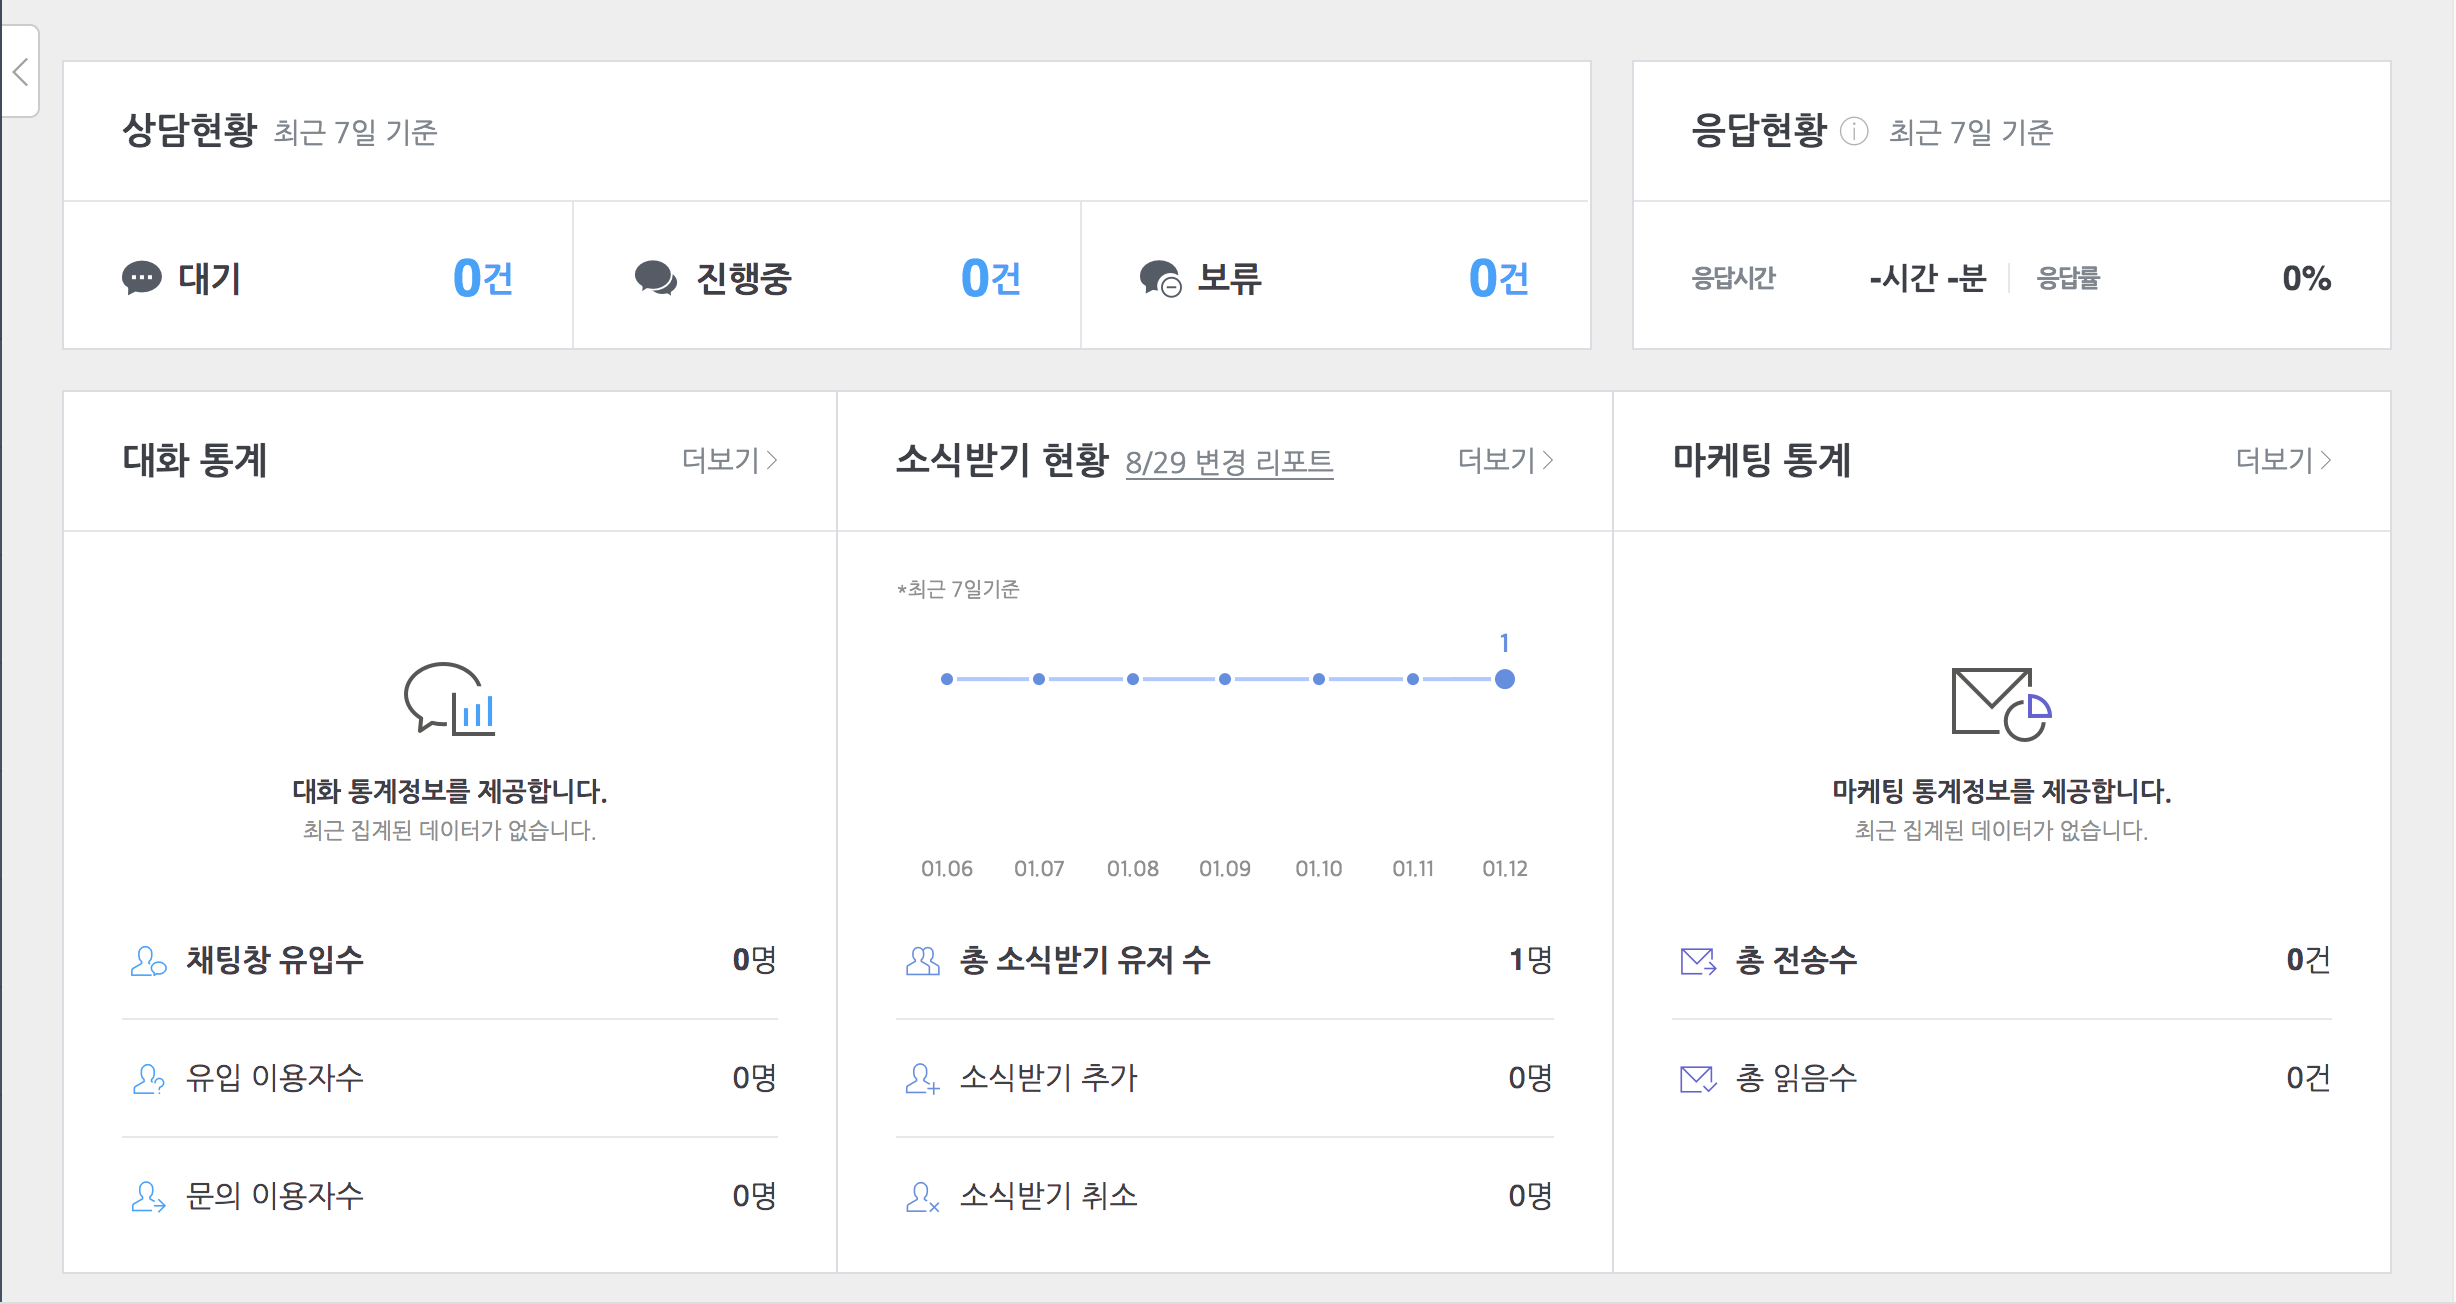 상담현황 최근 7일 기준
대기 0건
진행중 0건
보류 0건
응답현황 최근 7일 기준
응답시간 -시간 -분 응답률 0%
대화 통계 더보기
대화 통계정보를 제공합니다.
최근 집계된 데이터가 없습니다.
채팅창 유입수 0명
유입 이용자수 0명
문의 이용자수 0명
소식받기 현황 8/29 변경 리포트 더보기
*최근 7일기준
1
01.06 01.07 01.08 01.09 01.10 01.11 01.12
총 소식받기 유저 수 1명
소식받기 추가 0명
소식받기 취소 0명
마케팅 통계 더보기
마케팅 통계정보를 제공합니다.
최근 집계된 데이터가 없습니다.
총 전송수 0건
총 읽음수 0건